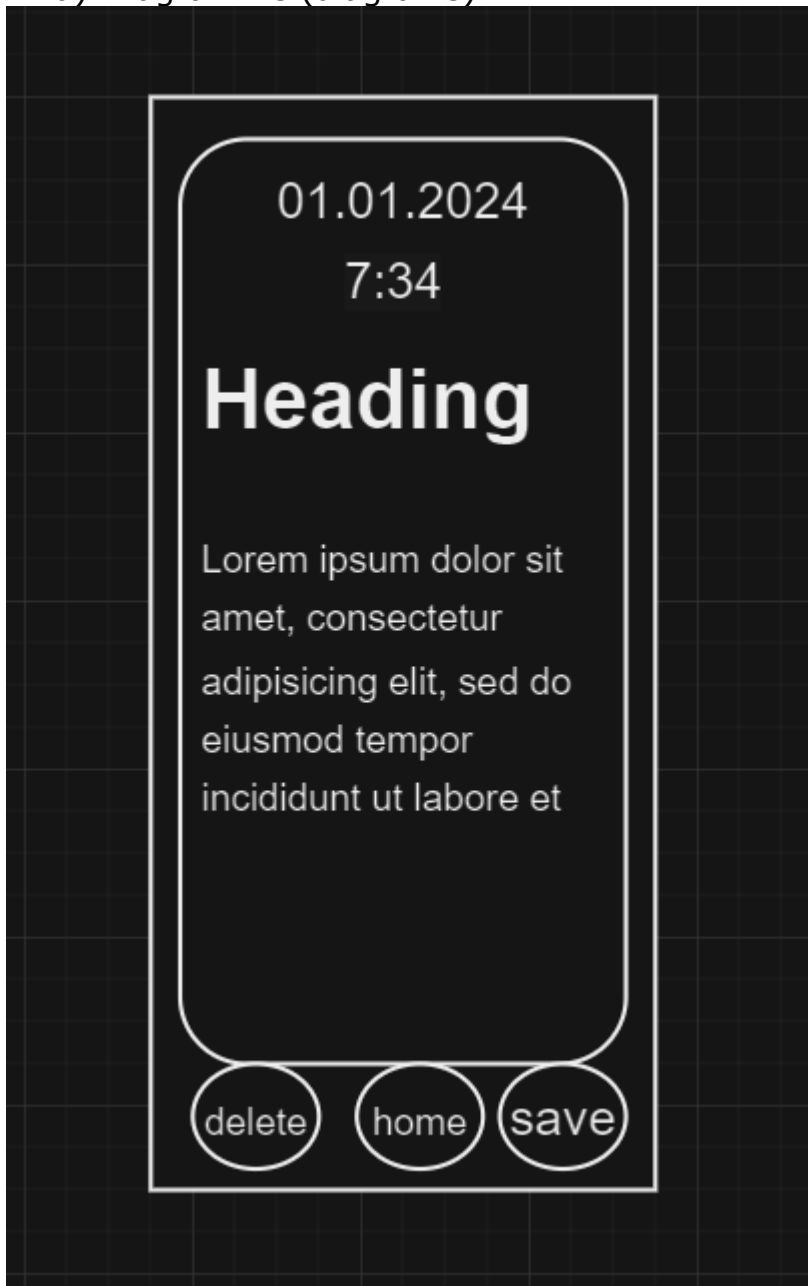 01.01.2024
7:34
Heading
Lorem ipsum dolor sit
amet, consectetur
adipisicing elit, sed do
eiusmod tempor
incididunt ut labore et
delete home save